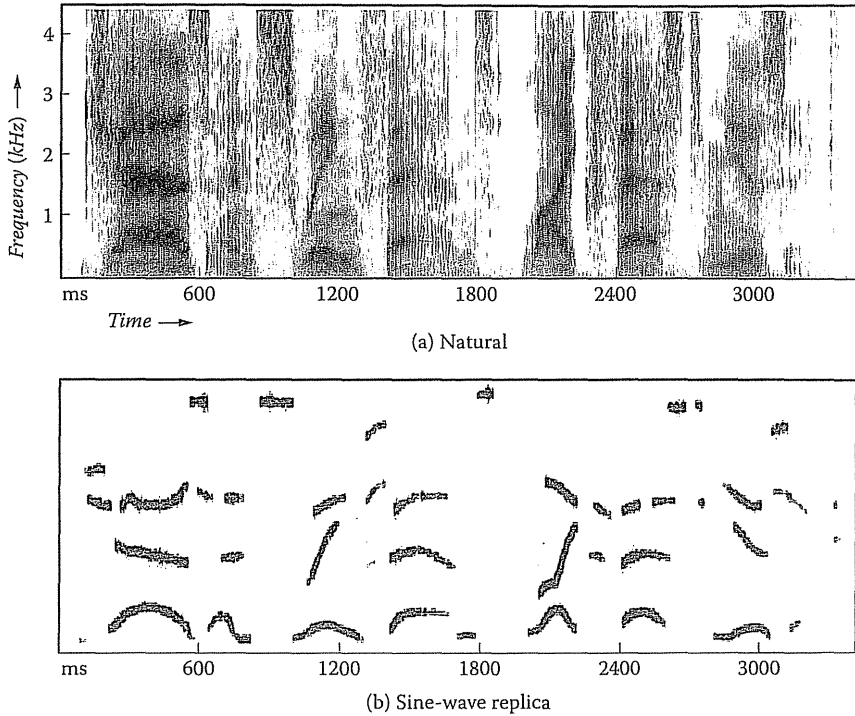 4
3
2
1
Frequency (kHz)
ms 600 1200 1800 2400 3000
Time
(a) Natural
ms 600 1200 1800 2400 3000
(b) Sine-wave replica